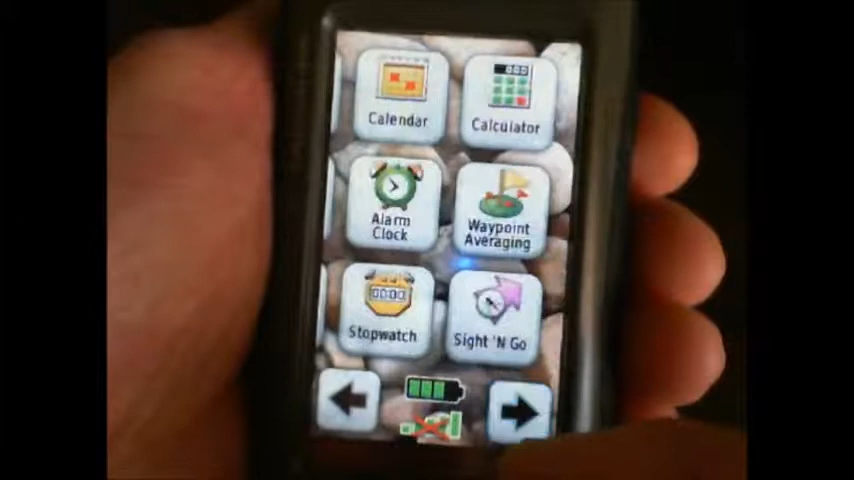 Calendar
Calculator
Alarm
Clock
Waypoint
Averaging
Stopwatch
Sight 'N Go